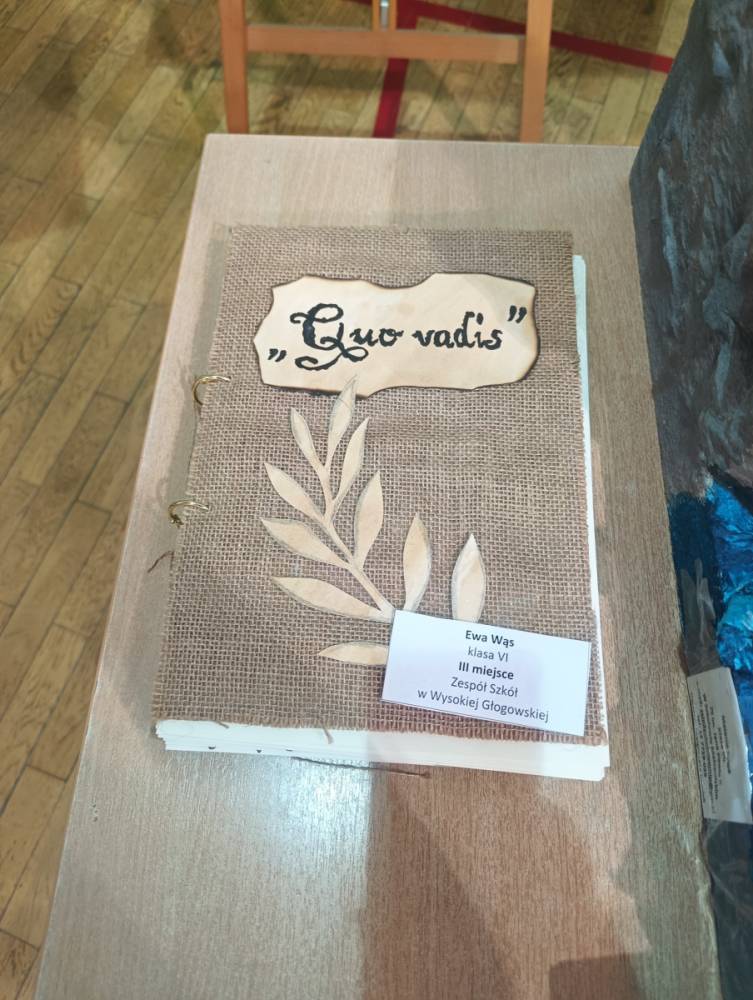 „Quo vadis”
Ewa Wąs
klasa VI
III miejsce
Zespół Szkół
w Wysokiej Głogowskiej